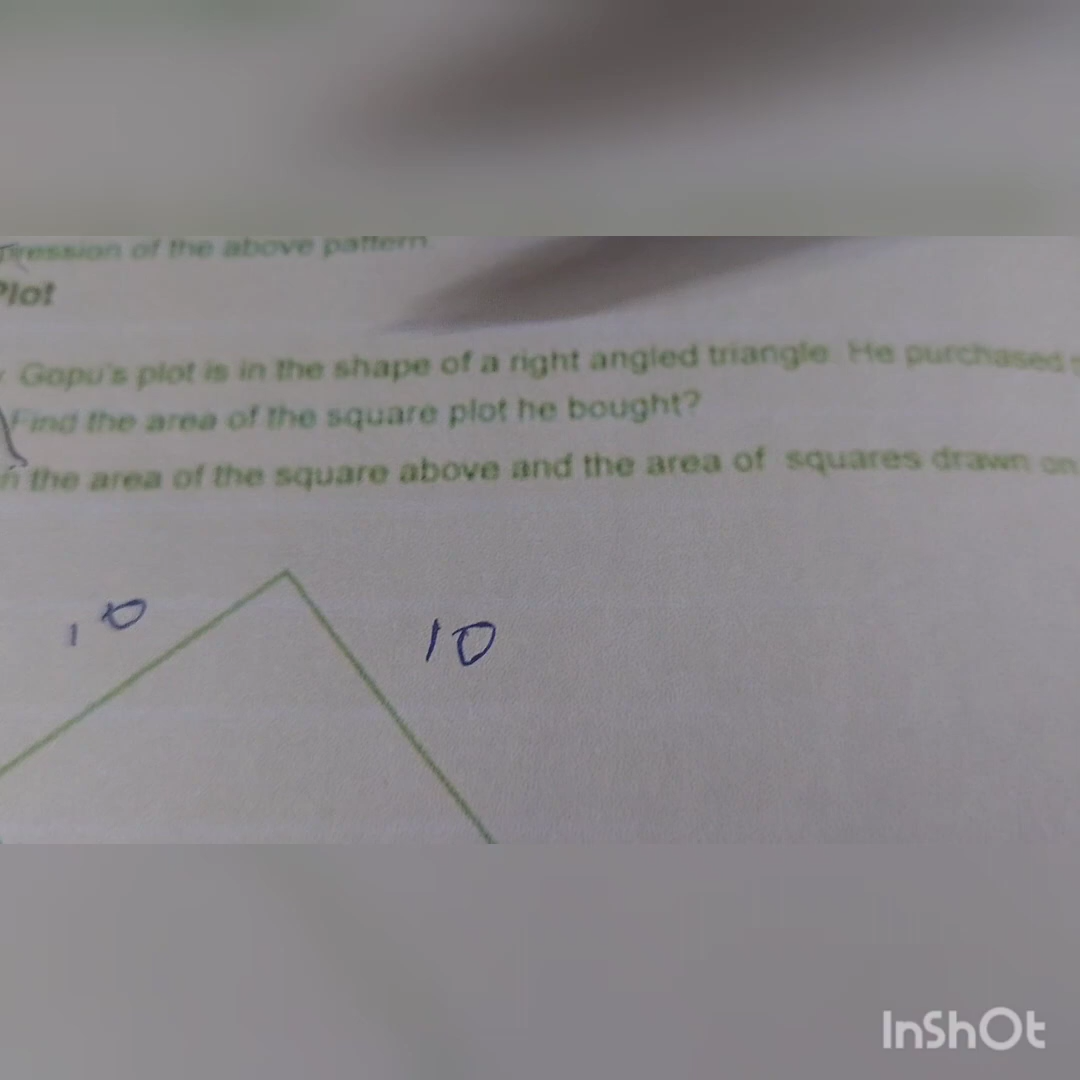 pression of the above pattern
Plot
Gopu's plot is in the shape of a right angled triangle. He purchased
Find the area of the square plot he bought?
the area of the square above and the area of squares drawn on
10
10
InShOt